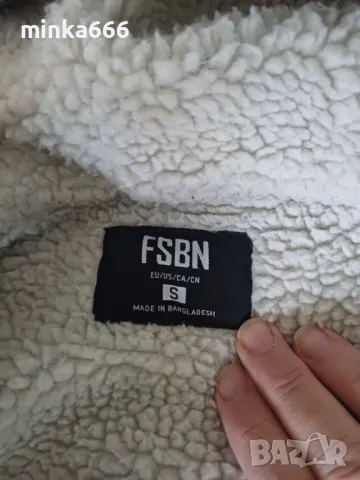 minka666
FSBN
EU/US/CA/CN
S
MADE IN BANGLADESH
BAZAR